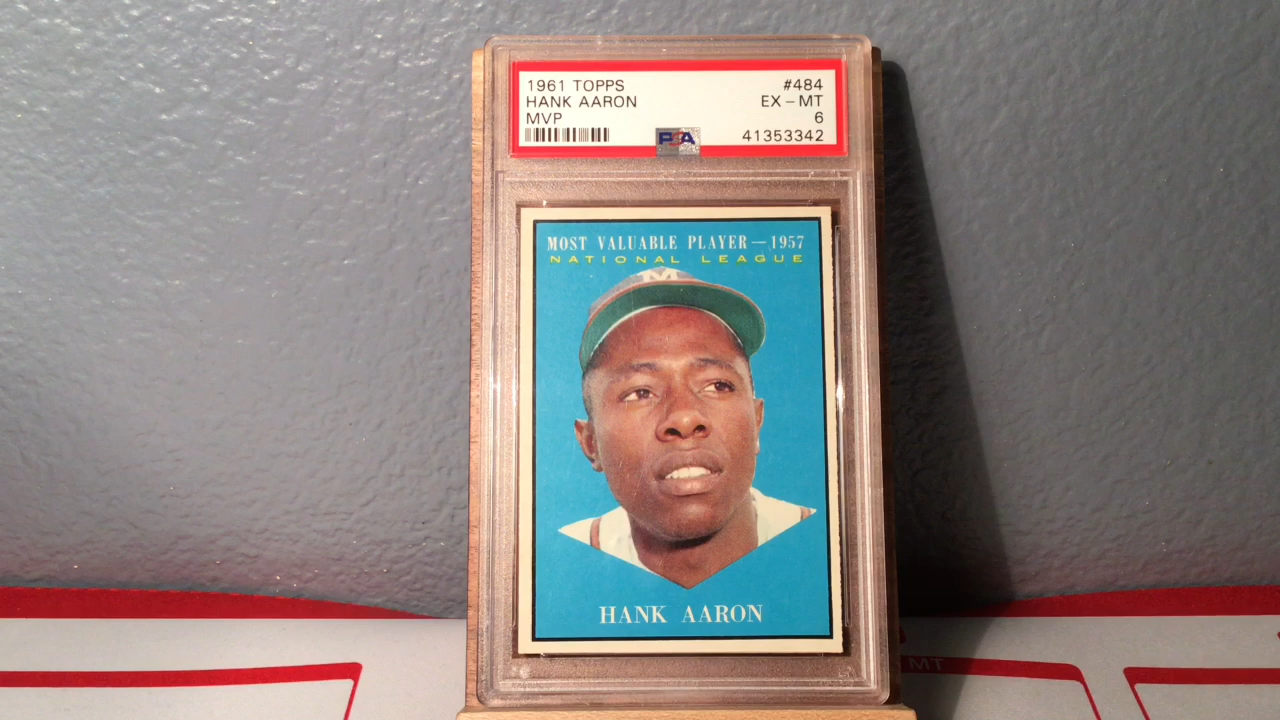 1961 TOPPS #484
HANK AARON EX – MT
MVP 6
PSA 41353342
MOST VALUABLE PLAYER — 1957
NATIONAL LEAGUE
M
HANK AARON
MT